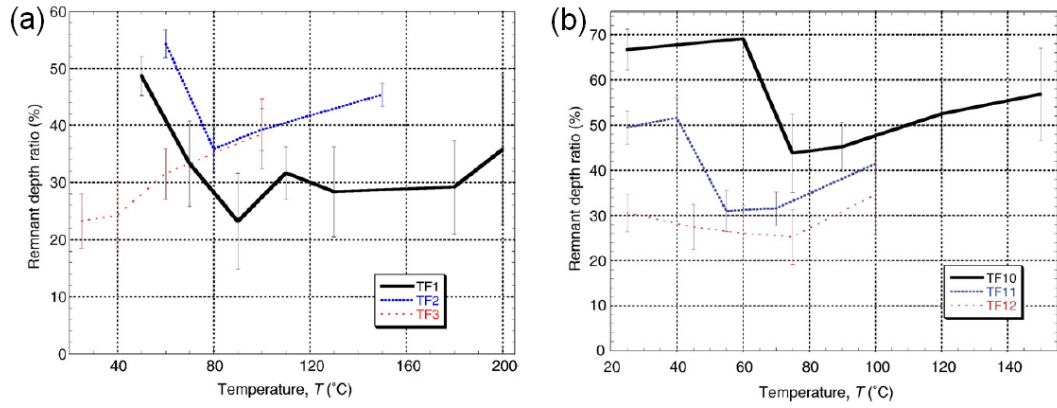 (a)
60
50
40
30
20
10
0
Remnant depth ratio (%)
TF1
TF2
TF3
40 80 120 160 200
Temperature, T (°C)
(b)
70
60
50
40
30
20
10
0
Remnant depth ratio (%)
TF10
TF11
TF12
20 40 60 80 100 120 140
Temperature, T (°C)